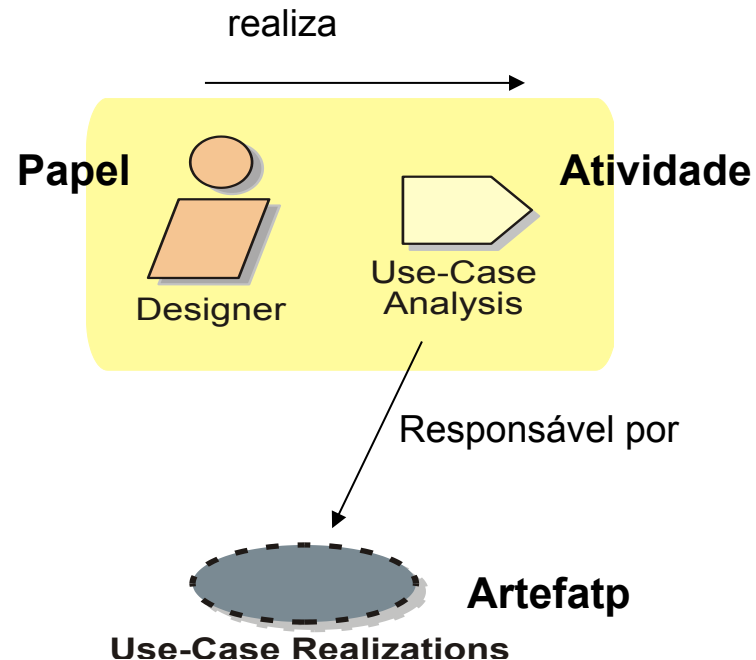 realiza
Papel
Atividade
Designer
Use-Case
Analysis
Responsável por
Artefatp
Use-Case Realizations